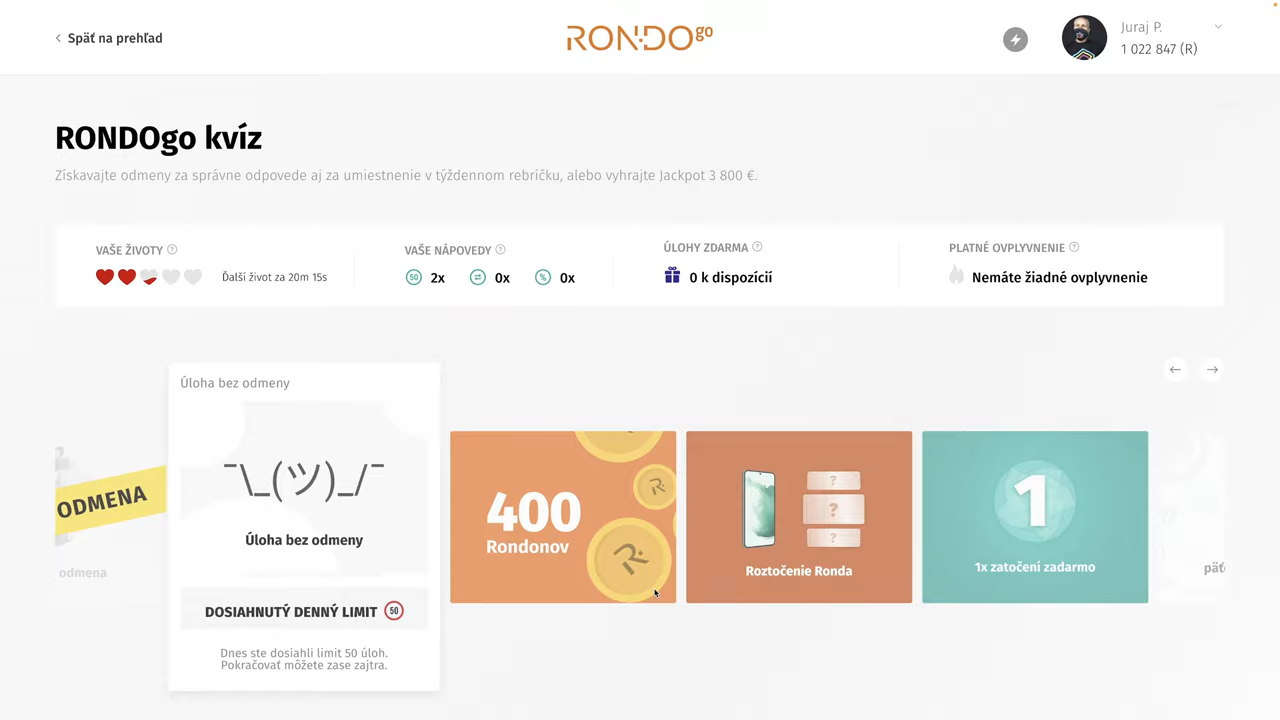 Späť na prehľad
RONDOgo
Juraj P.
1 022 847 (R)
RONDOgo kvíz
Získavajte odmeny za správne odpovede aj za umiestnenie v týždennom rebríčku, alebo vyhrajte Jackpot 3 800 €.
VAŠE ŽIVOTY ?
Ďalší život za 20m 15s
VAŠE NÁPOVEDY ?
50 2x 0x % 0x
ÚLOHY ZDARMA ?
0 k dispozícií
PLATNÉ OVPLYVNENIE ?
Nemáte žiadné ovplyvnenie
ODMENA
odmena
Úloha bez odmeny
¯\_(ツ)_/¯
Úloha bez odmeny
DOSIAHNUTÝ DENNÝ LIMIT 50
Dnes ste dosiahli limit 50 úloh.
Pokračovať môžete zase zajtra.
400
Rondonov
? ? ?
Roztočenie Ronda
1
1x zatočení zadarmo